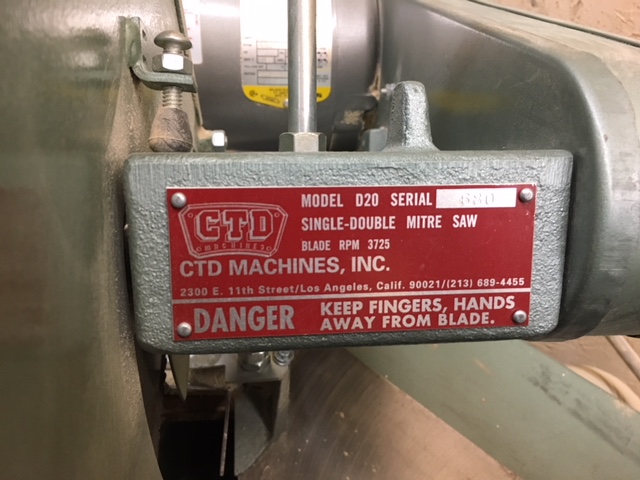 MODEL D20 SERIAL 680
CTD
MACHINES
SINGLE-DOUBLE MITRE SAW
BLADE RPM 3725
CTD MACHINES, INC.
2300 E. 11th Street/Los Angeles, Calif. 90021/(213) 689-4455
DANGER
KEEP FINGERS, HANDS
AWAY FROM BLADE.